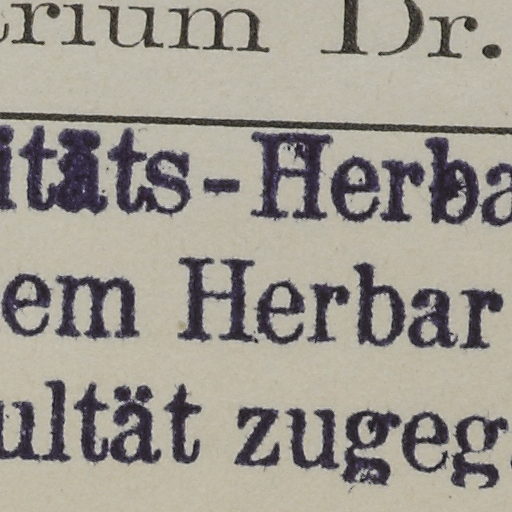 rium Dr.
itäts-Herba
em Herbar
ultät zugeg